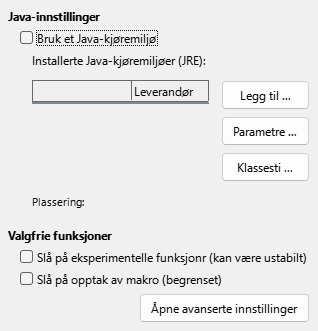 Java-innstillinger
Bruk et Java-kjøremiljø
Installerte Java-kjøremiljøer (JRE):
Leverandør
Legg til ...
Parametre ...
Klassesti ...
Plassering:
Valgfrie funksjoner
Slå på eksperimentelle funksjonr (kan være ustabilt)
Slå på opptak av makro (begrenset)
Åpne avanserte innstillinger